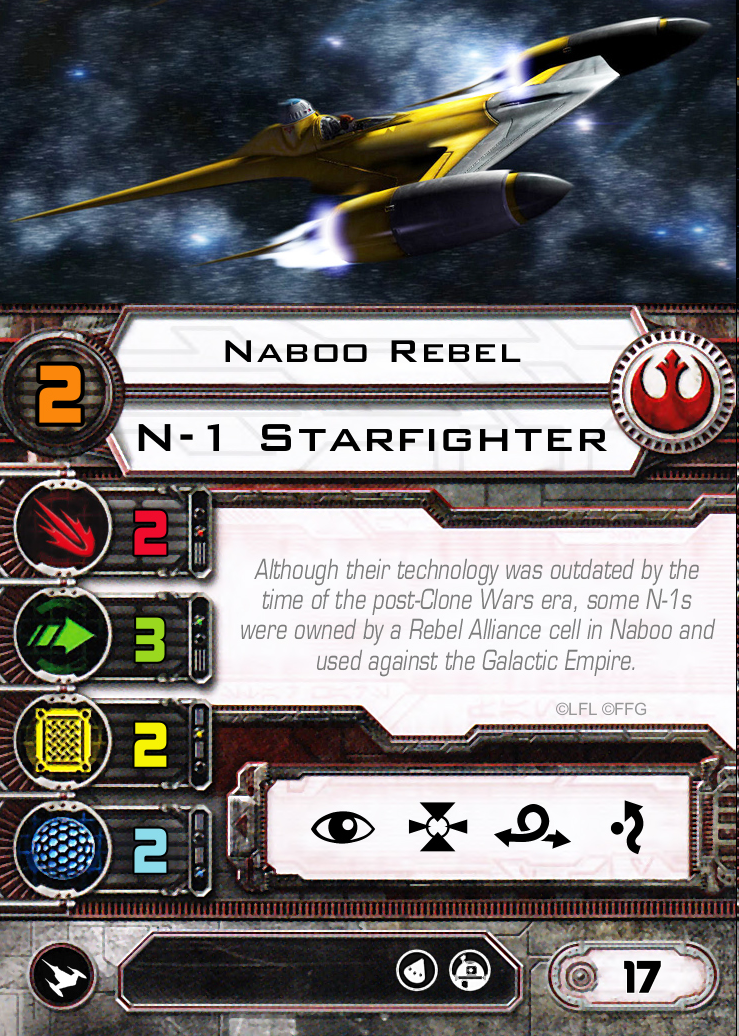 Naboo Rebel
2
N-1 Starfighter
2
Although their technology was outdated by the
time of the post-Clone Wars era, some N-1s
were owned by a Rebel Alliance cell in Naboo and
used against the Galactic Empire.
©LFL ©FFG
3
2
2
17